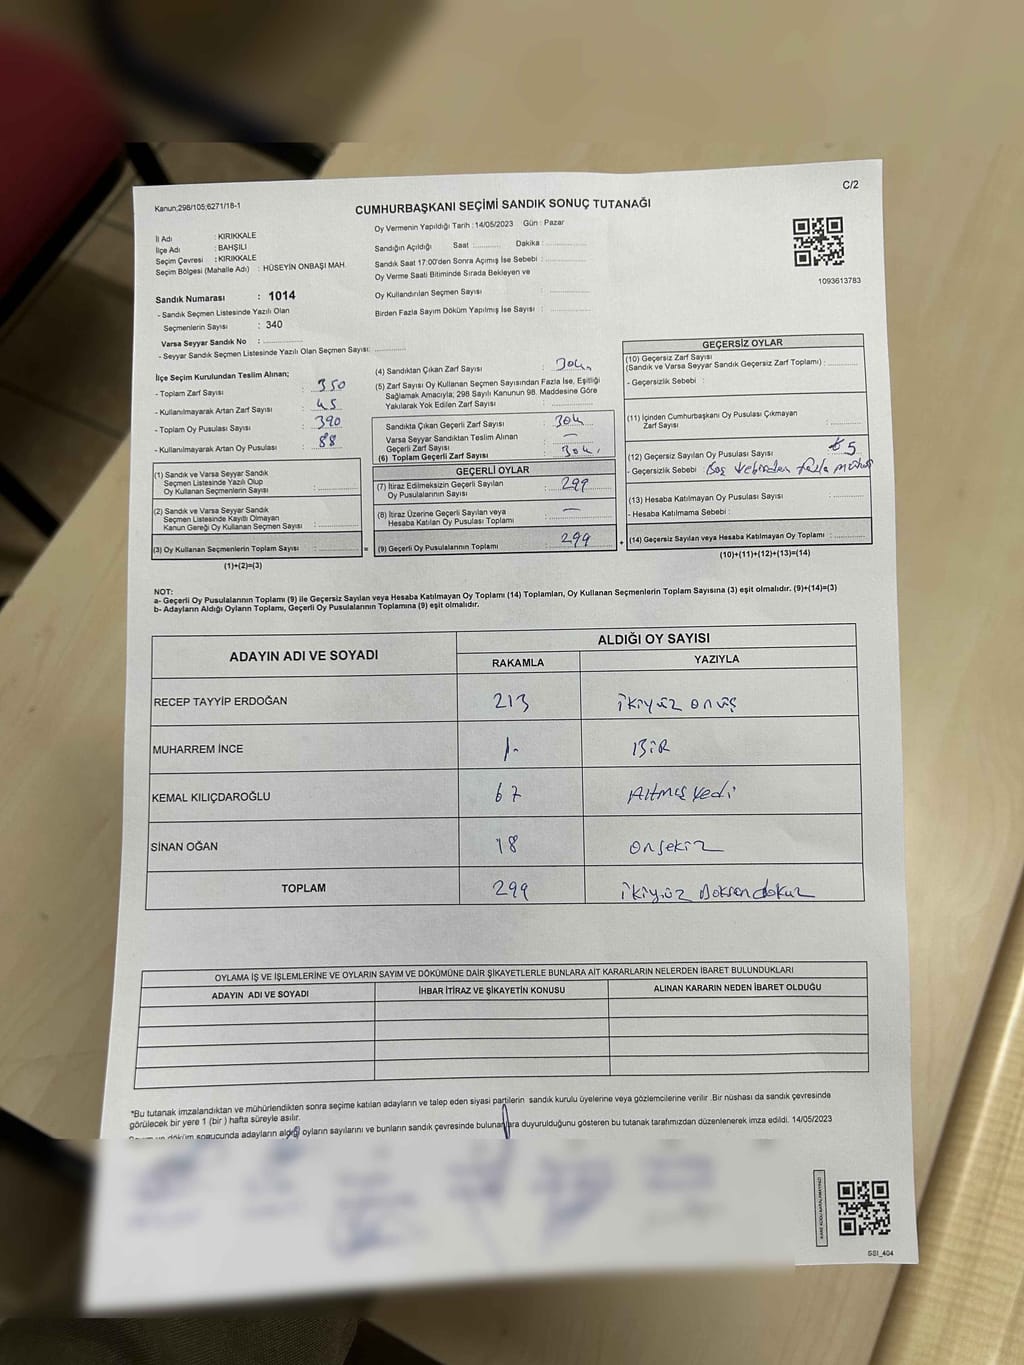 C/2
Kanun;298/105;6271/18-1
CUMHURBAŞKANI SEÇİMİ SANDIK SONUÇ TUTANAĞI
İl Adı : KIRIKKALE
İlçe Adı : BAHŞILI
Seçim Çevresi : KIRIKKALE
Seçim Bölgesi (Mahalle Adı) : HÜSEYİN ONBAŞI MAH.
Oy Vermenin Yapıldığı Tarih : 14/05/2023 Gün : Pazar
Sandığın Açıldığı Saat : Dakika :
Sandık Saat 17:00'den Sonra Açımış İse Sebebi :
Oy Verme Saati Bitiminde Sırada Bekleyen ve
Oy Kullandırılan Seçmen Sayısı :
Birden Fazla Sayım Döküm Yapılmış İse Sayısı :
1093613783
Sandık Numarası : 1014
- Sandık Seçmen Listesinde Yazılı Olan
Seçmenlerin Sayısı : 340
Varsa Seyyar Sandık No :
- Seyyar Sandık Seçmen Listesinde Yazılı Olan Seçmen Sayısı:
İlçe Seçim Kurulundan Teslim Alınan;
- Toplam Zarf Sayısı : 350
- Kullanılmayarak Artan Zarf Sayısı : 45
- Toplam Oy Pusulası Sayısı : 390
- Kullanılmayarak Artan Oy Pusulası : 88
(1) Sandık ve Varsa Seyyar Sandık
Seçmen Listesinde Yazılı Olup
Oy Kullanan Seçmenlerin Sayısı :
(2) Sandık ve Varsa Seyyar Sandık
Seçmen Listesinde Kayıtlı Olmayan
Kanun Gereği Oy Kullanan Seçmen Sayısı :
(3) Oy Kullanan Seçmenlerin Toplam Sayısı :
(1)+(2)=(3)
=
(4) Sandıktan Çıkan Zarf Sayısı : 304
(5) Zarf Sayısı Oy Kullanan Seçmen Sayısından Fazla İse, Eşitliği
Sağlamak Amacıyla; 298 Sayılı Kanunun 98. Maddesine Göre
Yakılarak Yok Edilen Zarf Sayısı :
Sandıkta Çıkan Geçerli Zarf Sayısı : 304
Varsa Seyyar Sandıktan Teslim Alınan
Geçerli Zarf Sayısı : —
(6) Toplam Geçerli Zarf Sayısı : 304
GEÇERLİ OYLAR
(7) İtiraz Edilmeksizin Geçerli Sayılan
Oy Pusulalarının Sayısı : 299
(8) İtiraz Üzerine Geçerli Sayılan veya
Hesaba Katılan Oy Pusulası Toplamı : —
(9) Geçerli Oy Pusulalarının Toplamı : 299
+
GEÇERSİZ OYLAR
(10) Geçersiz Zarf Sayısı
(Sandık ve Varsa Seyyar Sandık Geçersiz Zarf Toplamı) :
- Geçersizlik Sebebi :
(11) İçinden Cumhurbaşkanı Oy Pusulası Çıkmayan
Zarf Sayısı :
(12) Geçersiz Sayılan Oy Pusulası Sayısı : 5
- Geçersizlik Sebebi : Boş fazla mühür
(13) Hesaba Katılmayan Oy Pusulası Sayısı :
- Hesaba Katılmama Sebebi :
(14) Geçersiz Sayılan veya Hesaba Katılmayan Oy Toplamı :
(10)+(11)+(12)+(13)=(14)
NOT:
a- Geçerli Oy Pusulalarının Toplamı (9) ile Geçersiz Sayılan veya Hesaba Katılmayan Oy Toplamı (14) Toplamları, Oy Kullanan Seçmenlerin Toplam Sayısına (3) eşit olmalıdır. (9)+(14)=(3)
b- Adayların Aldığı Oyların Toplamı, Geçerli Oy Pusulalarının Toplamına (9) eşit olmalıdır.
ADAYIN ADI VE SOYADI
ALDIĞI OY SAYISI
RAKAMLA YAZIYLA
RECEP TAYYİP ERDOĞAN 213 ikiyüz onüç
MUHARREM İNCE 1- BİR
KEMAL KILIÇDAROĞLU 67 Altmış yedi
SİNAN OĞAN 18 onsekiz
TOPLAM 299 ikiyüz doksan dokuz
OYLAMA İŞ VE İŞLEMLERİNE VE OYLARIN SAYIM VE DÖKÜMÜNE DAİR ŞİKAYETLERLE BUNLARA AİT KARARLARIN NELERDEN İBARET BULUNDUKLARI
ADAYIN ADI VE SOYADI İHBAR İTİRAZ VE ŞİKAYETİN KONUSU ALINAN KARARIN NEDEN İBARET OLDUĞU
*Bu tutanak imzalandıktan ve mühürlendikten sonra seçime katılan adayların ve talep eden siyasi partilerin sandık kurulu üyelerine veya gözlemcilerine verilir .Bir nüshası da sandık çevresinde
görülecek bir yere 1 (bir ) hafta süreyle asılır.
döküm sonucunda adayların aldığı oyların sayılarını ve bunların sandık çevresinde bulunanlara duyurulduğunu gösteren bu tutanak tarafımızdan düzenlenerek imza edildi. 14/05/2023
SSI_404